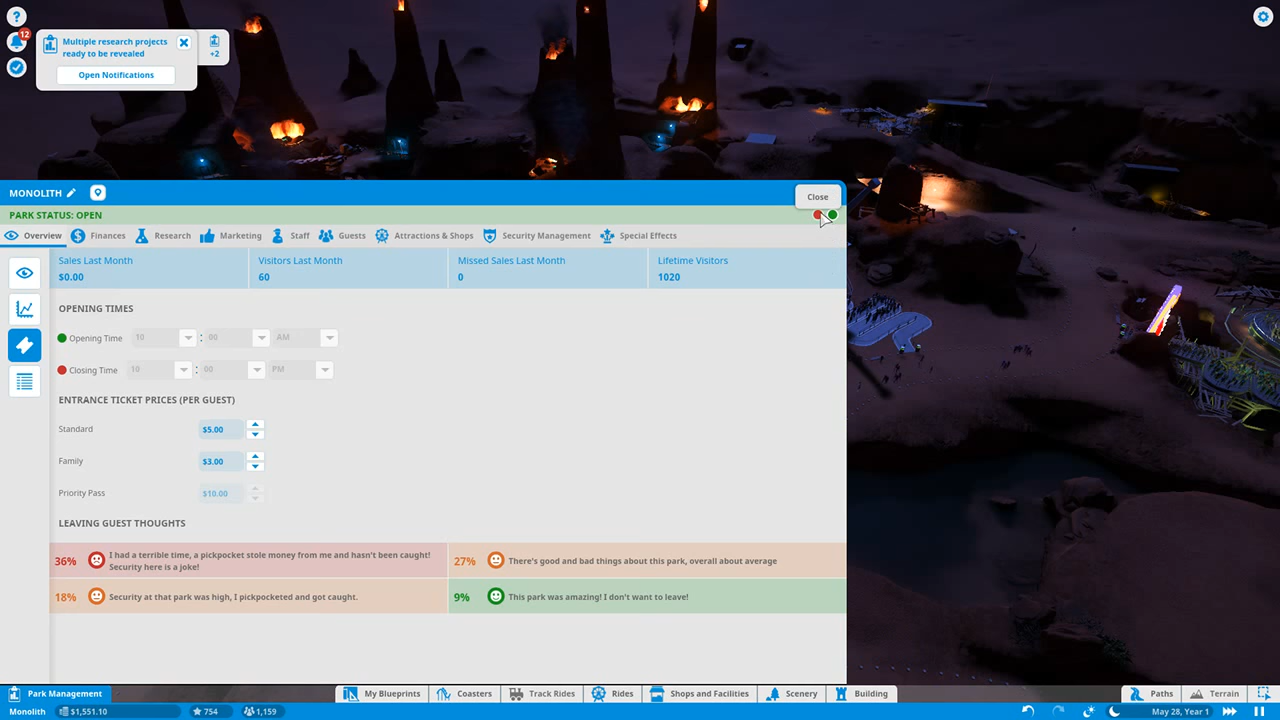 ?
12
Multiple research projects
ready to be revealed
+2
Open Notifications
MONOLITH
Close
PARK STATUS: OPEN
Overview
Finances
Research
Marketing
Staff
Guests
Attractions & Shops
Security Management
Special Effects
Sales Last Month
$0.00
Visitors Last Month
60
Missed Sales Last Month
0
Lifetime Visitors
1020
OPENING TIMES
Opening Time 10 : 00 AM
Closing Time 10 : 00 PM
ENTRANCE TICKET PRICES (PER GUEST)
Standard $5.00
Family $3.00
Priority Pass $10.00
LEAVING GUEST THOUGHTS
36%
I had a terrible time, a pickpocket stole money from me and hasn't been caught!
Security here is a joke!
27%
There's good and bad things about this park, overall about average
18%
Security at that park was high, I pickpocketed and got caught.
9%
This park was amazing! I don't want to leave!
Park Management
My Blueprints
Coasters
Track Rides
Rides
Shops and Facilities
Scenery
Building
Paths
Terrain
Monolith
$1,551.10
754
1,159
May 28, Year 1